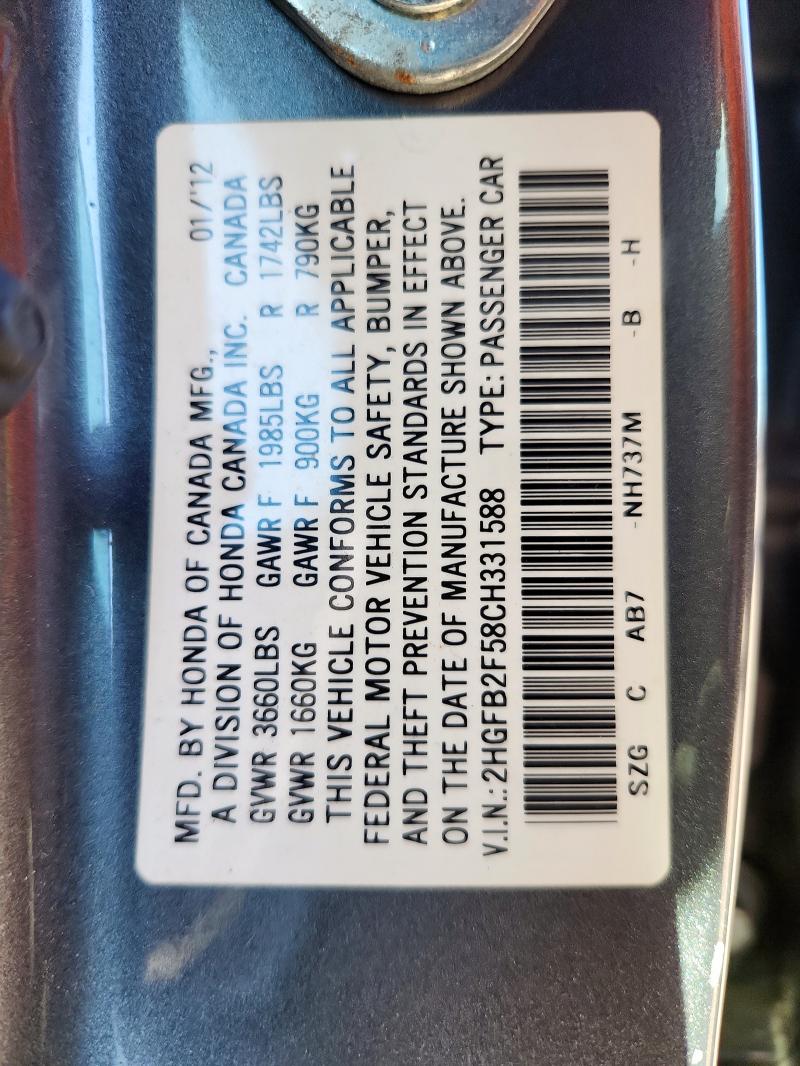 MFD. BY HONDA OF CANADA MFG., 01/'12
A DIVISION OF HONDA CANADA INC. CANADA
GVWR 3660LBS GAWR F 1985LBS R 1742LBS
GVWR 1660KG GAWR F 900KG R 790KG
THIS VEHICLE CONFORMS TO ALL APPLICABLE
FEDERAL MOTOR VEHICLE SAFETY, BUMPER,
AND THEFT PREVENTION STANDARDS IN EFFECT
ON THE DATE OF MANUFACTURE SHOWN ABOVE.
V.I.N.:2HGFB2F58CH331588 TYPE:PASSENGER CAR
SZG C AB7 -NH737M -B -H